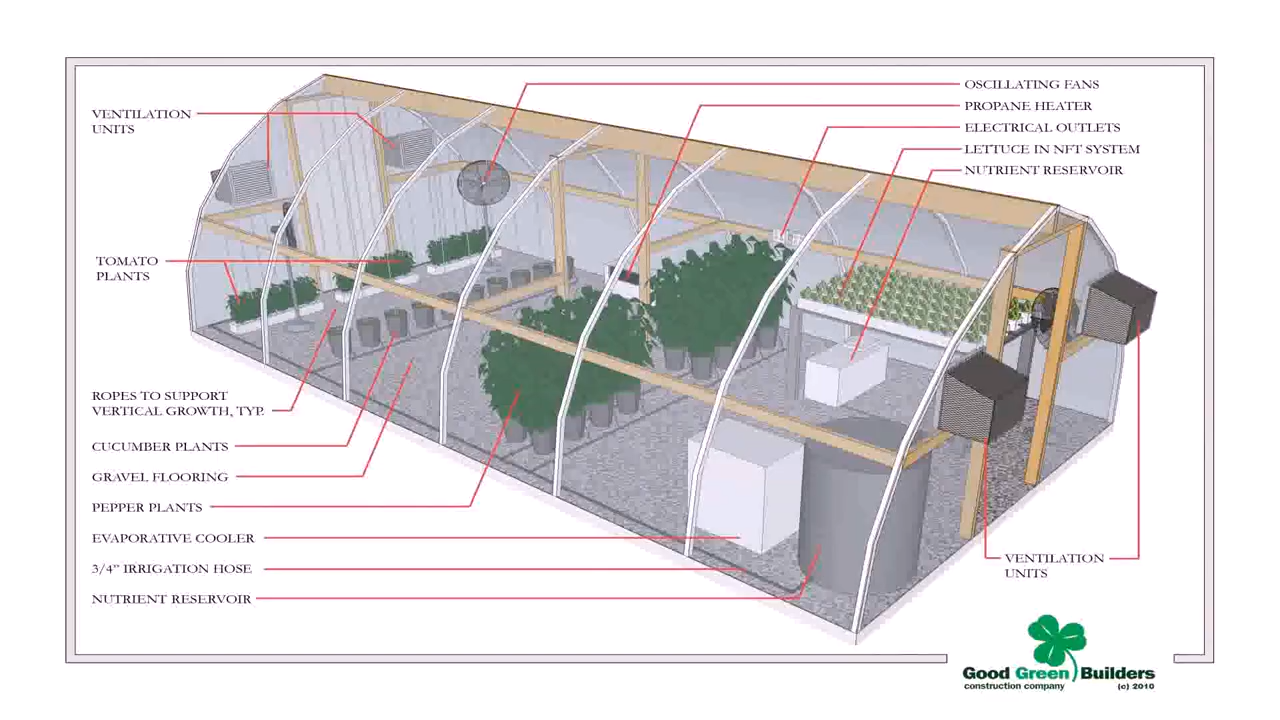 VENTILATION
UNITS
TOMATO
PLANTS
ROPES TO SUPPORT
VERTICAL GROWTH, TYP.
CUCUMBER PLANTS
GRAVEL FLOORING
PEPPER PLANTS
EVAPORATIVE COOLER
3/4” IRRIGATION HOSE
NUTRIENT RESERVOIR
OSCILLATING FANS
PROPANE HEATER
ELECTRICAL OUTLETS
LETTUCE IN NFT SYSTEM
NUTRIENT RESERVOIR
VENTILATION
UNITS
Good Green Builders
construction company (c) 2010